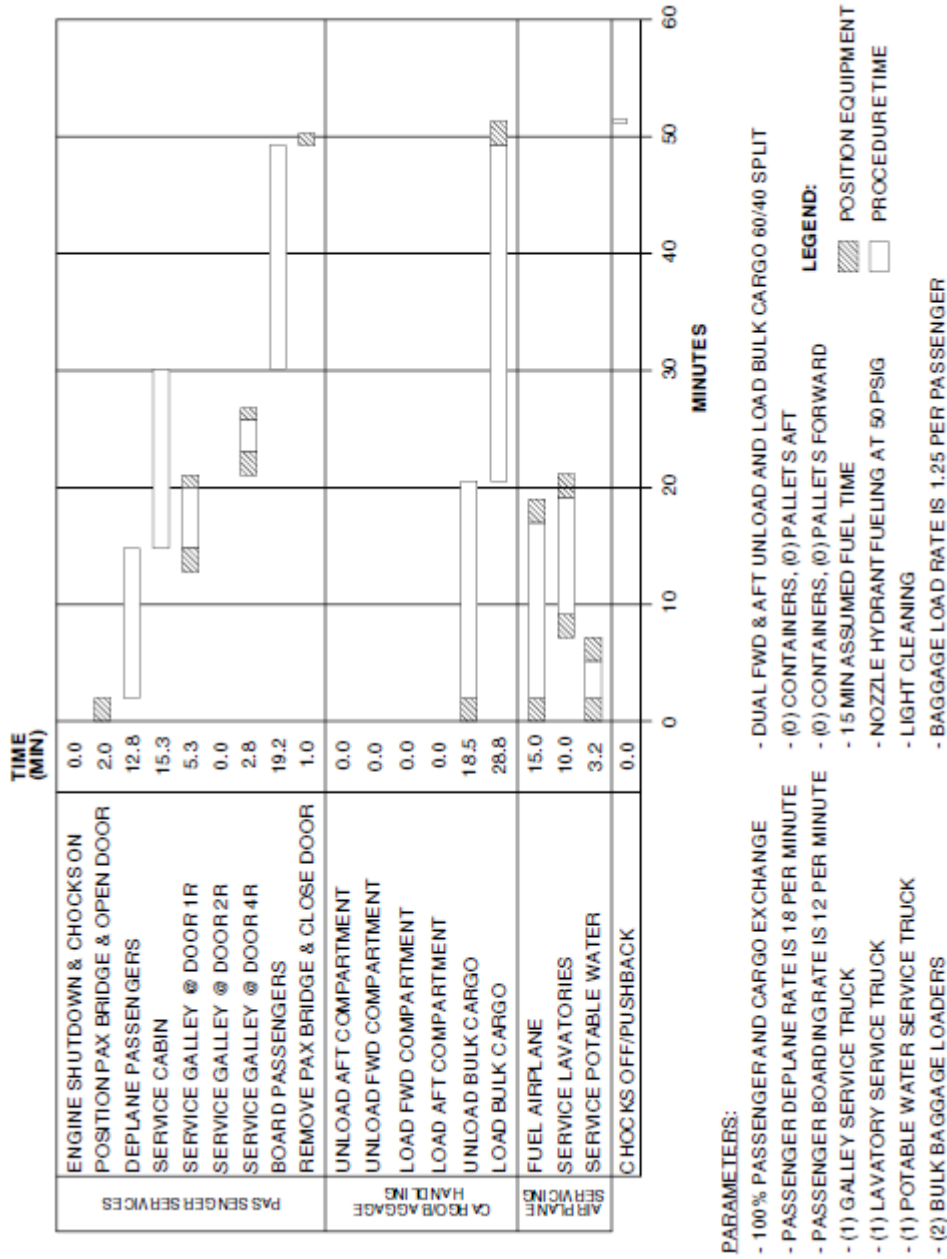 TIME
(MIN)
PASSENGER SERVICES
ENGINE SHUTDOWN & CHOCKS ON 0.0
POSITION PAX BRIDGE & OPEN DOOR 2.0
DEPLANE PASSENGERS 12.8
SERVICE CABIN 15.3
SERVICE GALLEY @ DOOR 1R 5.3
SERVICE GALLEY @ DOOR 2R 0.0
SERVICE GALLEY @ DOOR 4R 2.8
BOARD PASSENGERS 19.2
REMOVE PAX BRIDGE & CLOSE DOOR 1.0
CARGO/BAGGAGE
HANDLING
UNLOAD AFT COMPARTMENT 0.0
UNLOAD FWD COMPARTMENT 0.0
LOAD FWD COMPARTMENT 0.0
LOAD AFT COMPARTMENT 0.0
UNLOAD BULK CARGO 18.5
LOAD BULK CARGO 28.8
AIRPLANE
SERVICING
FUEL AIRPLANE 15.0
SERVICE LAVATORIES 10.0
SERVICE POTABLE WATER 3.2
CHOCKS OFF/PUSHBACK 0.0
0 10 20 30 40 50 60
MINUTES
PARAMETERS:
- 100% PASSENGER AND CARGO EXCHANGE
- PASSENGER DEPLANE RATE IS 18 PER MINUTE
- PASSENGER BOARDING RATE IS 12 PER MINUTE
- (1) GALLEY SERVICE TRUCK
- (1) LAVATORY SERVICE TRUCK
- (1) POTABLE WATER SERVICE TRUCK
- (2) BULK BAGGAGE LOADERS
- DUAL FWD & AFT UNLOAD AND LOAD BULK CARGO 60/40 SPLIT
- (0) CONTAINERS, (0) PALLETS AFT
- (0) CONTAINERS, (0) PALLETS FORWARD
- 15 MIN ASSUMED FUEL TIME
- NOZZLE HYDRANT FUELING AT 50 PSIG
- LIGHT CLEANING
- BAGGAGE LOAD RATE IS 1.25 PER PASSENGER
LEGEND:
POSITION EQUIPMENT
PROCEDURE TIME